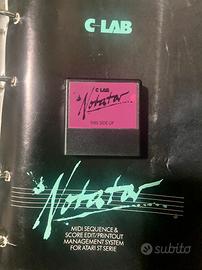 C-LAB
C-LAB
Notator
THIS SIDE UP
Notator
MIDI SEQUENCE &
SCORE EDIT/PRINTOUT
MANAGEMENT SYSTEM
FOR ATARI ST SERIE
subito